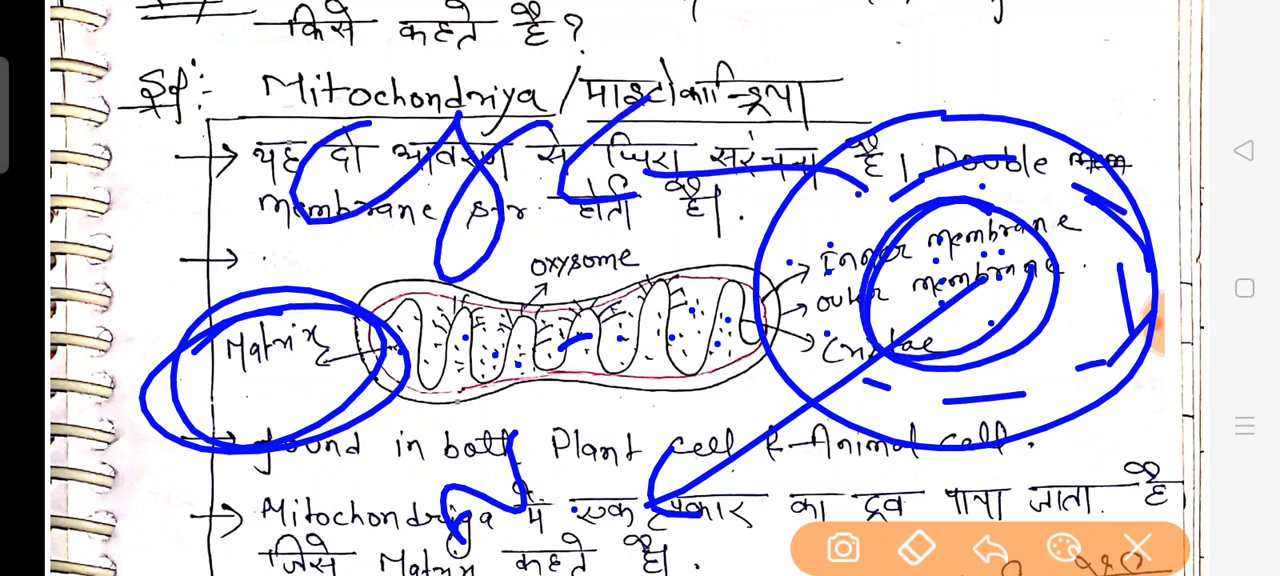 किसे कहते है?
Mitochondriya / माइटोकॉन्ड्रिया
→ यह दो आवरण से घिरा संरचना है। Double
membrane str. होती है।
→ .
oxysome
Inner membrane
outer membrane.
Cristae
Matrix
→ found in both Plant cell & Animal cell.
→ Mitochondriya में एक प्रकार का द्रव पाया जाता है
जिसे Matrix कहते है।